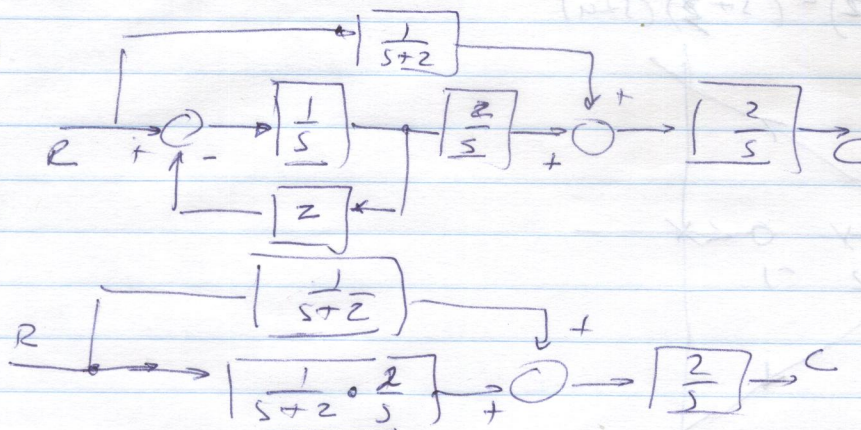 1/(s+2)
+
R + - 1/s 2/s + 2/s C
2
1/(s+2)
R +
1/(s+2) · 2/s + 2/s C